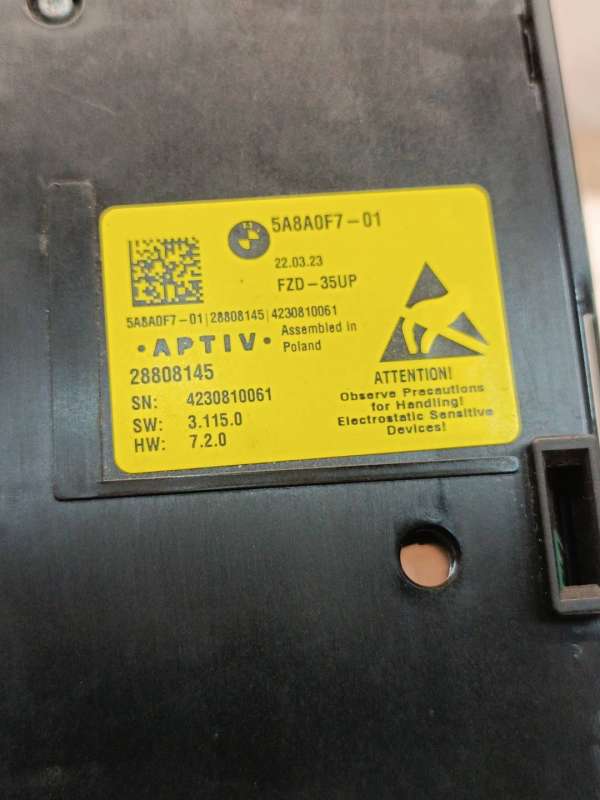 5A8A0F7-01
22.03.23
FZD-35UP
5A8A0F7-01|28808145|4230810061
• APTIV •
Assembled in
Poland
28808145
SN: 4230810061
SW: 3.115.0
HW: 7.2.0
ATTENTION!
Observe Precautions
for Handling!
Electrostatic Sensitive
Devices!